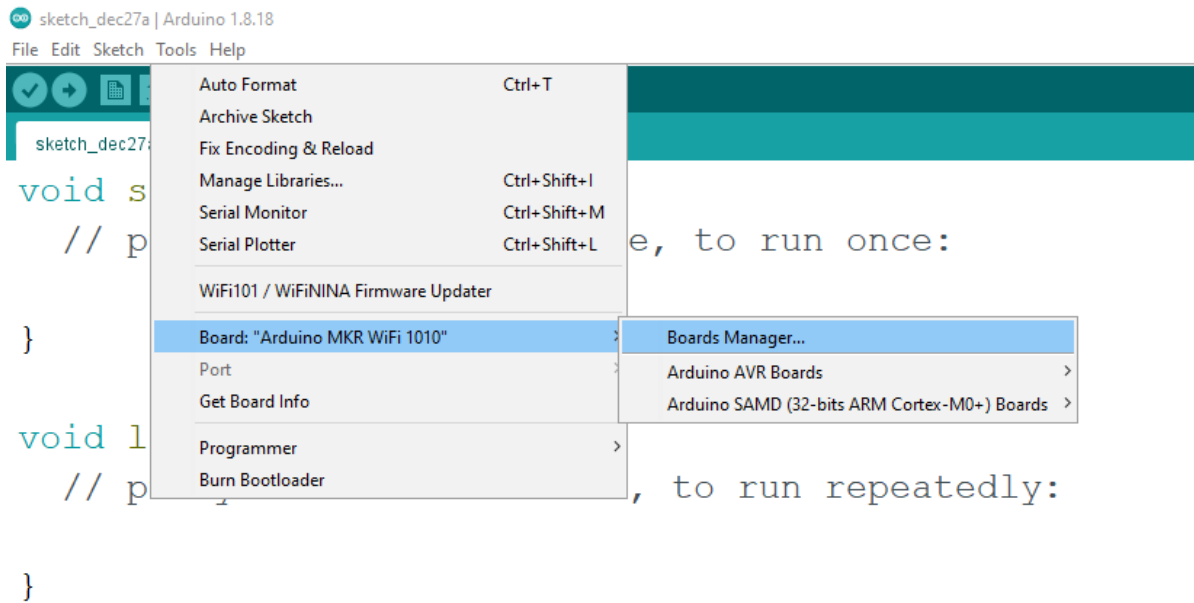 sketch_dec27a | Arduino 1.8.18
File Edit Sketch Tools Help
Auto Format Ctrl+T
Archive Sketch
sketch_dec27a
Fix Encoding & Reload
Manage Libraries... Ctrl+Shift+I
void s
Serial Monitor Ctrl+Shift+M
// p
Serial Plotter Ctrl+Shift+L
e, to run once:
WiFi101 / WiFiNINA Firmware Updater
}
Board: "Arduino MKR WiFi 1010"
Boards Manager...
Port
Arduino AVR Boards
Get Board Info
Arduino SAMD (32-bits ARM Cortex-M0+) Boards
void l
Programmer
Burn Bootloader
// p
, to run repeatedly:
}